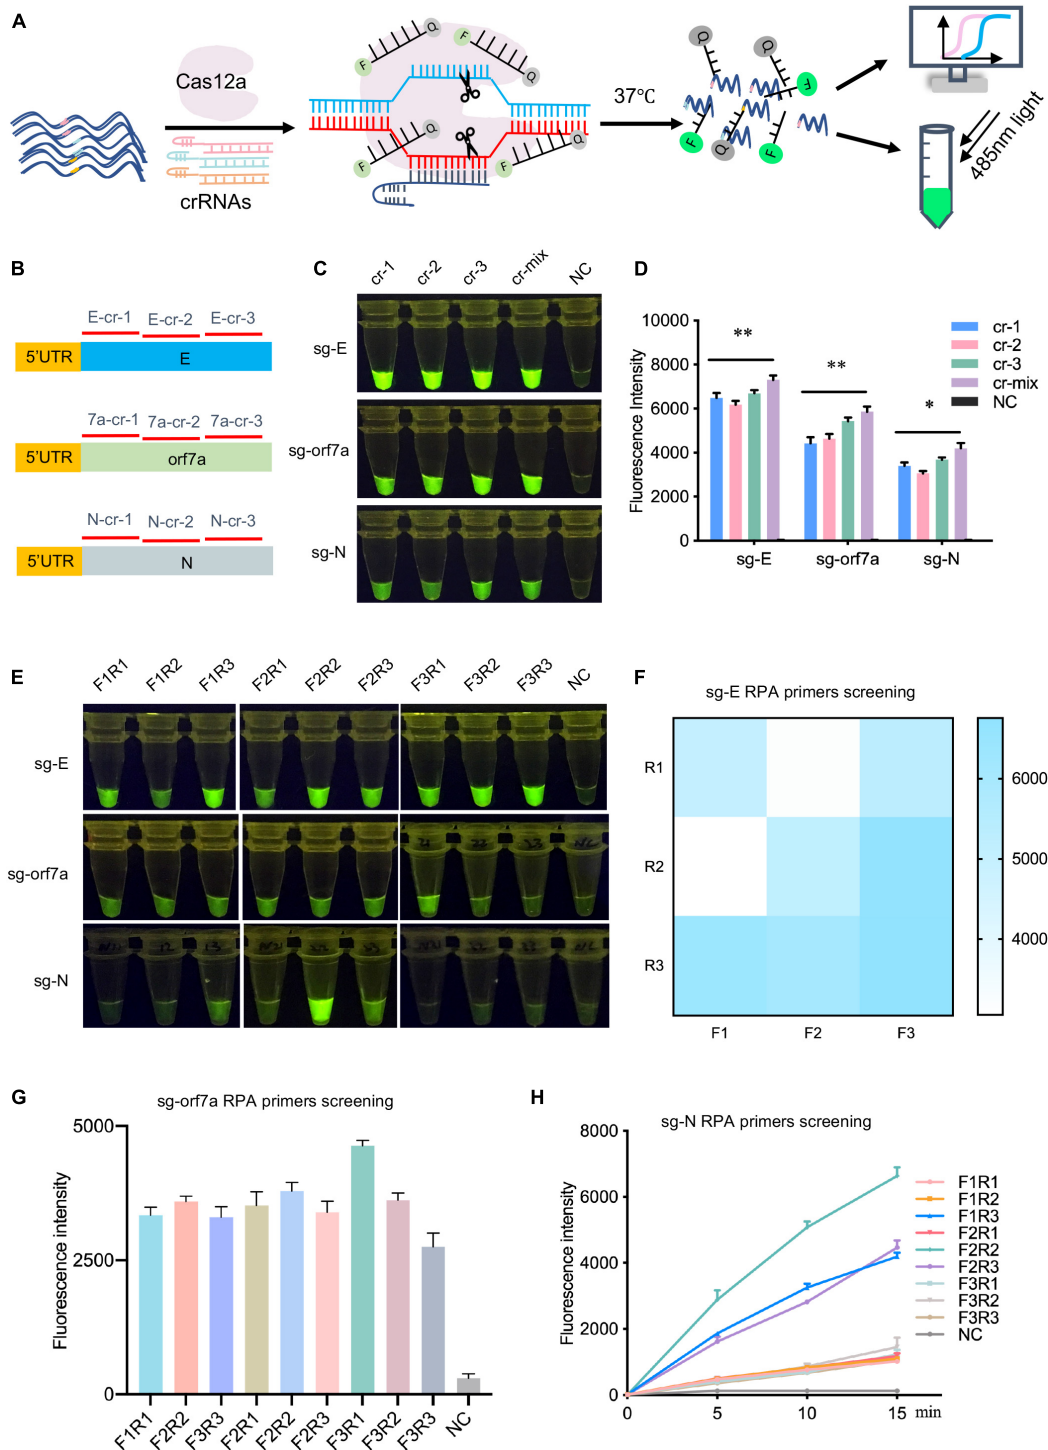 A
Cas12a
crRNAs
F
Q
F
Q
F
Q
F
Q
37℃
Q
Q
F
F
Q
F
485nm light
B
E-cr-1
E-cr-2
E-cr-3
5'UTR
E
7a-cr-1
7a-cr-2
7a-cr-3
5'UTR
orf7a
N-cr-1
N-cr-2
N-cr-3
5'UTR
N
C
cr-1
cr-2
cr-3
cr-mix
NC
sg-E
sg-orf7a
sg-N
D
Fluorescence Intensity
10000
8000
6000
4000
2000
0
**
**
*
sg-E
sg-orf7a
sg-N
cr-1
cr-2
cr-3
cr-mix
NC
E
F1R1
F1R2
F1R3
F2R1
F2R2
F2R3
F3R1
F3R2
F3R3
NC
sg-E
sg-orf7a
sg-N
F
sg-E RPA primers screening
R1
R2
R3
F1
F2
F3
6000
5000
4000
G
sg-orf7a RPA primers screening
Fluorescence intensity
5000
2500
0
F1R1
F2R2
F3R3
F2R1
F2R2
F2R3
F3R1
F3R2
F3R3
NC
H
sg-N RPA primers screening
Fluorescence intensity
8000
6000
4000
2000
0
0
5
10
15
min
F1R1
F1R2
F1R3
F2R1
F2R2
F2R3
F3R1
F3R2
F3R3
NC